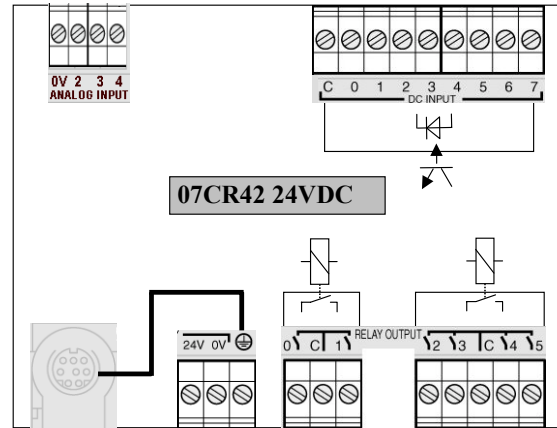 0V 2 3 4
ANALOG INPUT
C 0 1 2 3 4 5 6 7
DC INPUT
07CR42 24VDC
24V 0V
0 C 1
RELAY OUTPUT
2 3 C 4 5